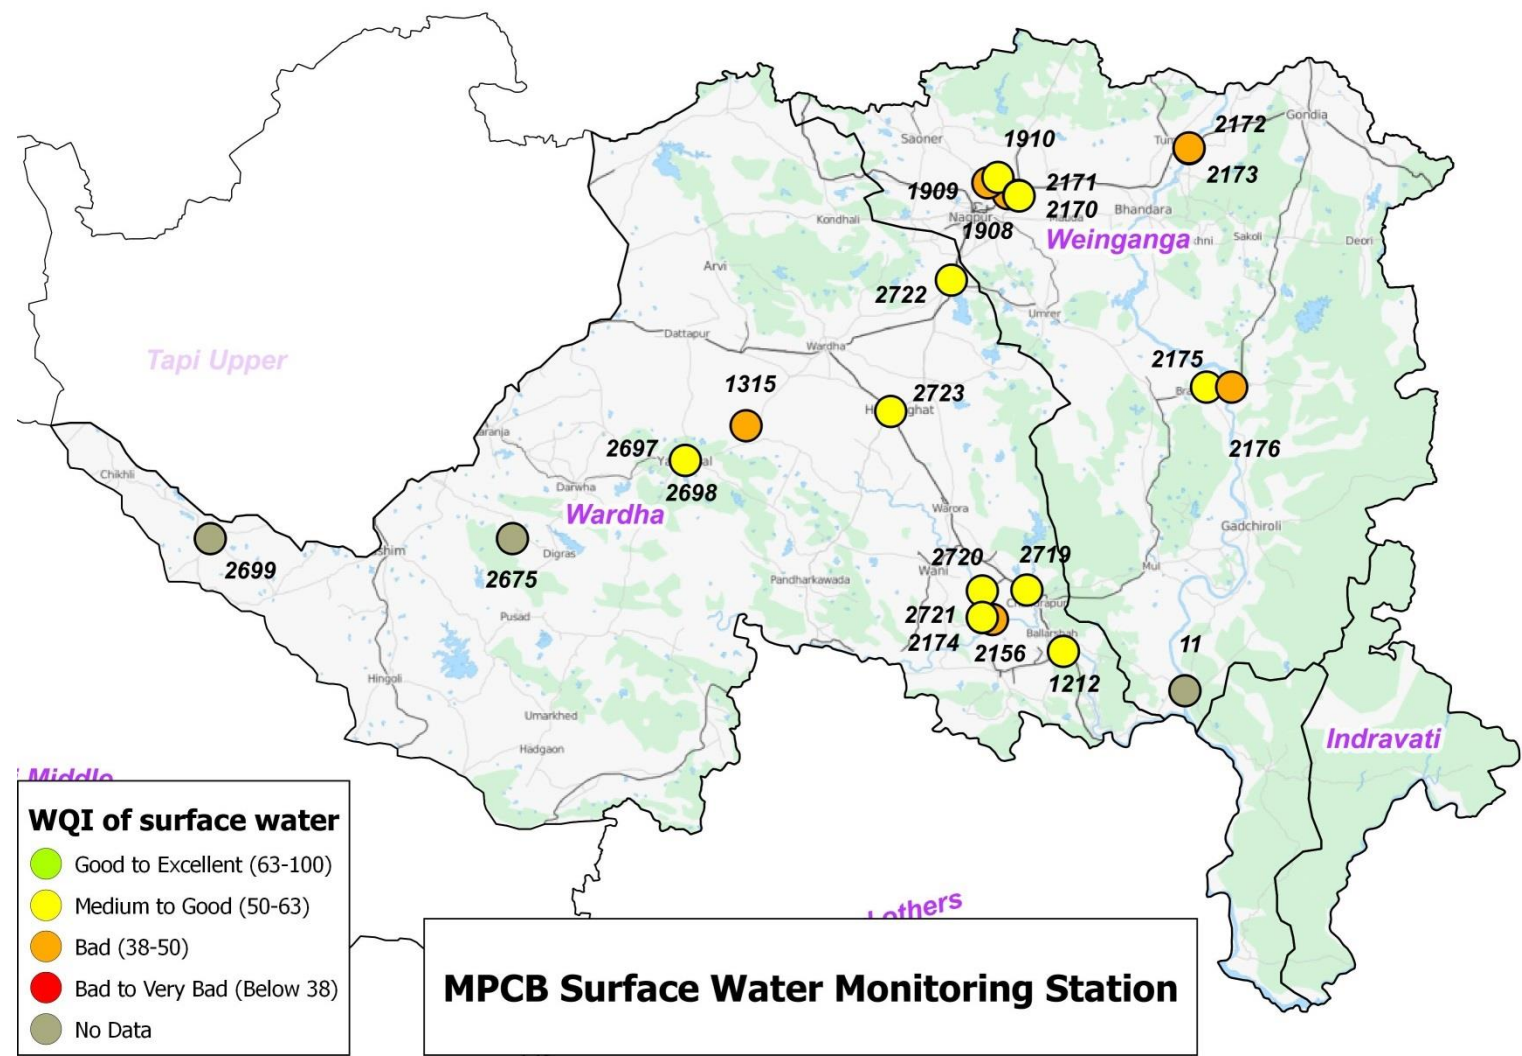 Gondia
2172
Saoner
1910
2173
1909
2171
2170
Nagpur
1908
Bhandara
Kondhali
Weinganga
Sakoli
Deori
Arvi
2722
Umrer
Dattapur
Wardha
Tapi Upper
2175
1315
2723
2697
2176
2698
Chikhli
Darwha
Wardha
Warora
Gadchiroli
2699
2675
Digras
2720
2719
Wani
Mul
Pandharkawada
Pusad
2721
2174
2156
Ballarshah
11
1212
Hingoli
Umarkhed
Hadgaon
Indravati
Middle
WQI of surface water
Good to Excellent (63-100)
Medium to Good (50-63)
Bad (38-50)
Bad to Very Bad (Below 38)
No Data
Lothers
MPCB Surface Water Monitoring Station